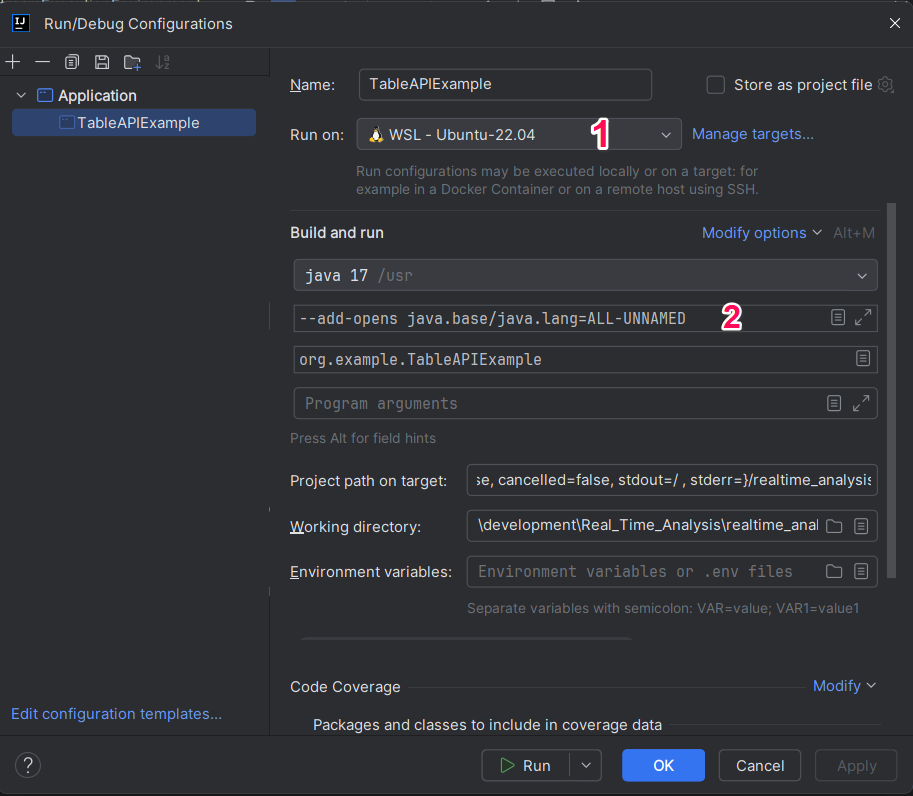 Run/Debug Configurations
Application
TableAPIExample
Edit configuration templates...
Name: TableAPIExample Store as project file
Run on: WSL - Ubuntu-22.04 1 Manage targets...
Run configurations may be executed locally or on a target: for
example in a Docker Container or on a remote host using SSH.
Build and run Modify options Alt+M
java 17 /usr
--add-opens java.base/java.lang=ALL-UNNAMED 2
org.example.TableAPIExample
Program arguments
Press Alt for field hints
Project path on target: se, cancelled=false, stdout=/ , stderr=}/realtime_analysis
Working directory: \development\Real_Time_Analysis\realtime_anal
Environment variables: Environment variables or .env files
Separate variables with semicolon: VAR=value; VAR1=value1
Code Coverage Modify
Packages and classes to include in coverage data
? Run OK Cancel Apply